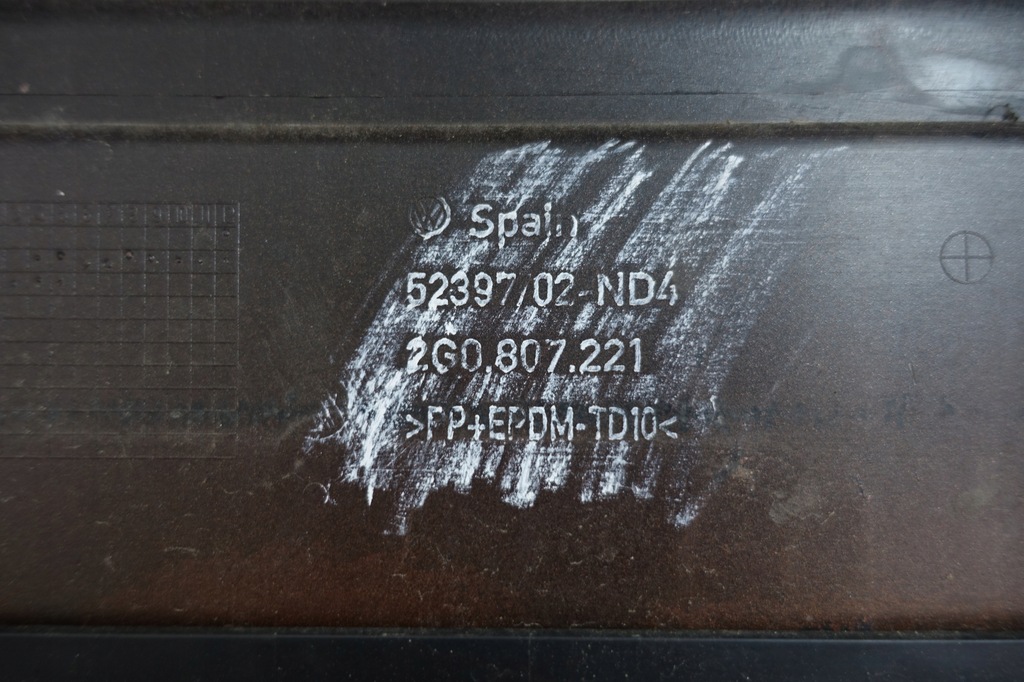 Spain
52397/02-ND4
2G0.807.221
>PP+EPDM-TD10<